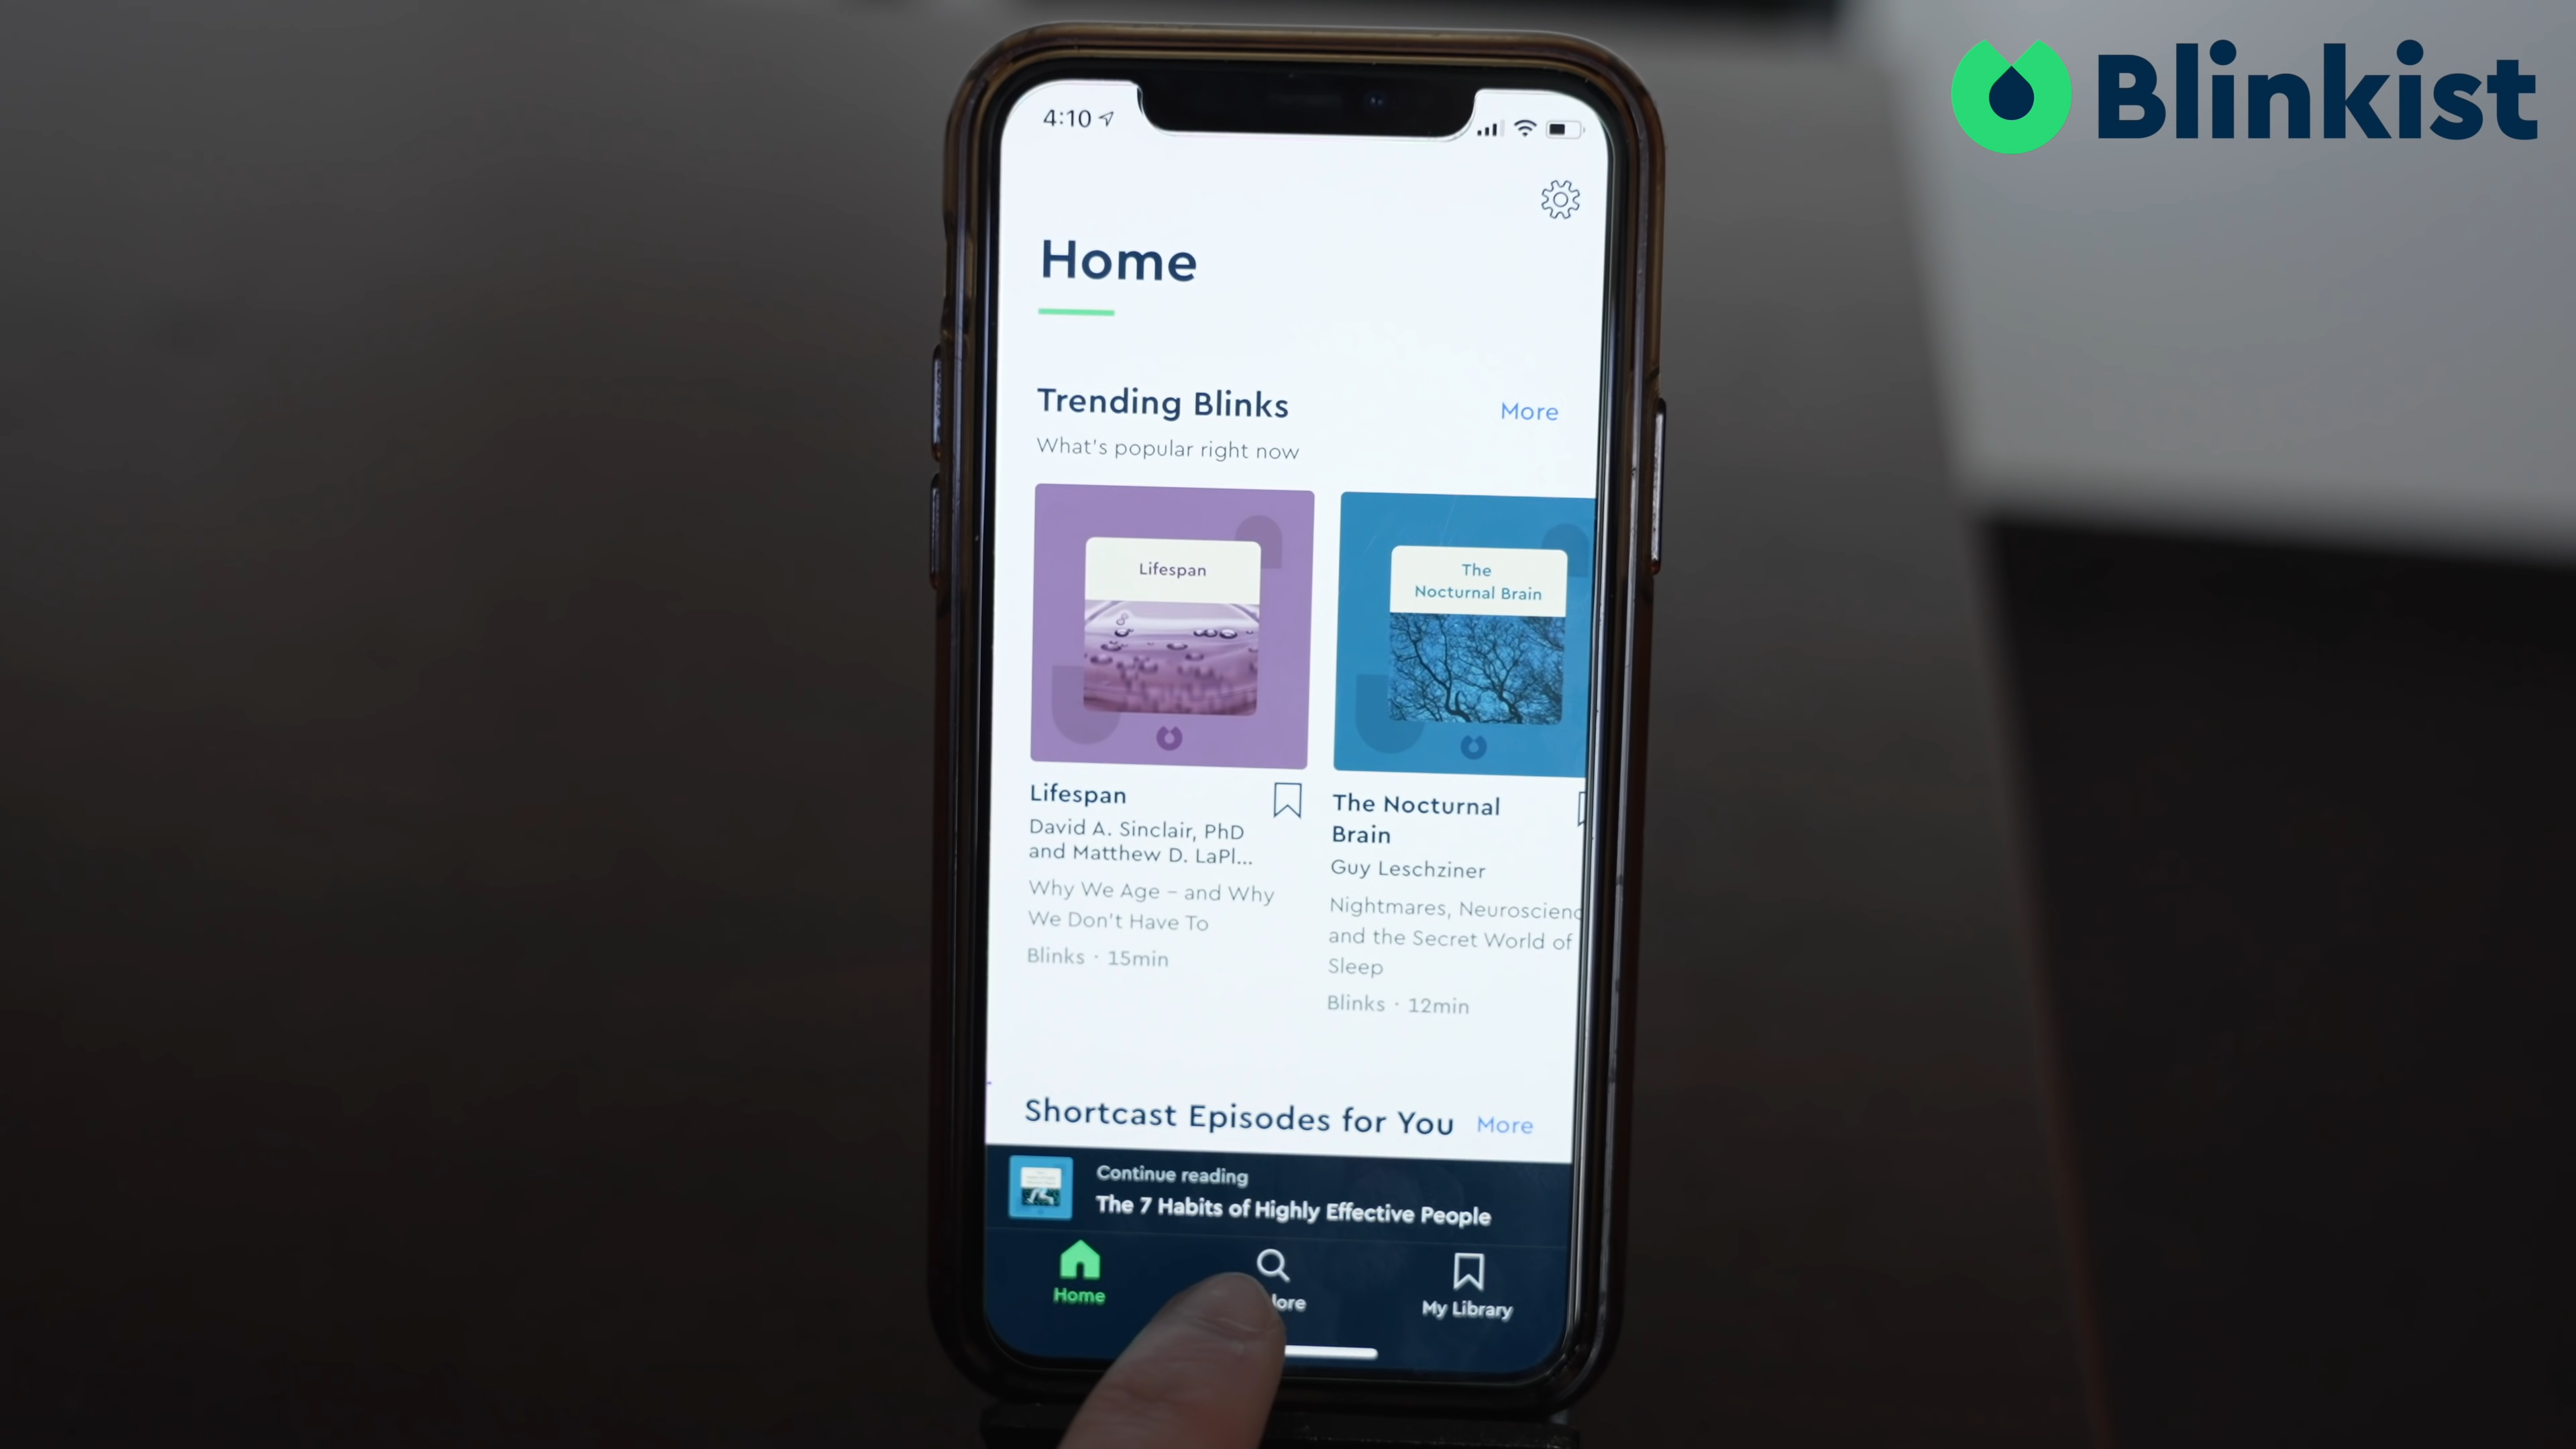 Blinkist
4:10
Home
Trending Blinks
More
What's popular right now
Lifespan
The
Nocturnal Brain
Lifespan
David A. Sinclair, PhD
and Matthew D. LaPl...
Why We Age – and Why
We Don't Have To
Blinks · 15min
The Nocturnal
Brain
Guy Leschziner
Nightmares, Neuroscienc
and the Secret World of
Sleep
Blinks · 12min
Shortcast Episodes for You
More
Continue reading
The 7 Habits of Highly Effective People
Home
lore
My Library